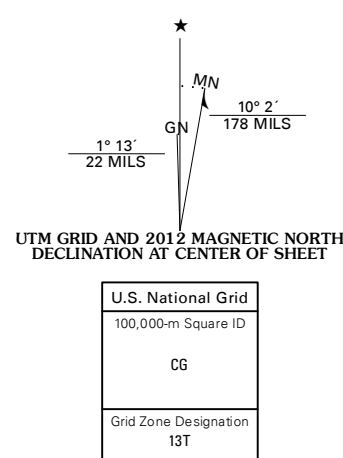 ★
MN
GN
10° 2´
178 MILS
1° 13´
22 MILS
UTM GRID AND 2012 MAGNETIC NORTH
DECLINATION AT CENTER OF SHEET
U.S. National Grid
100,000-m Square ID
CG
Grid Zone Designation
13T